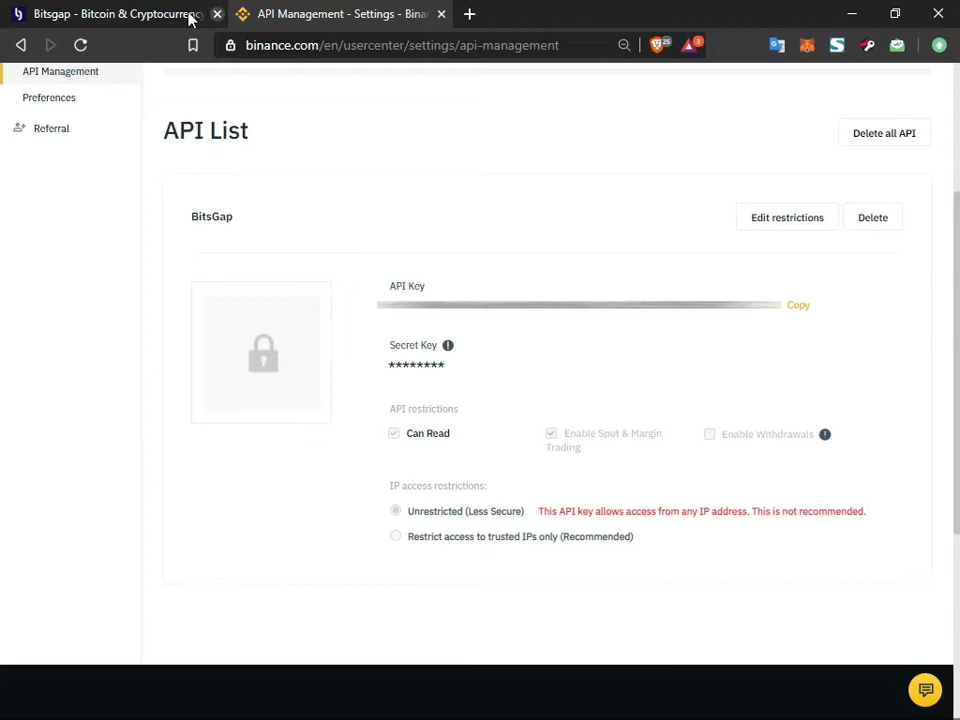 Bitsgap - Bitcoin & Cryptocurrency
API Management - Settings - Bina
binance.com/en/usercenter/settings/api-management
25
3
API Management
Preferences
Referral
API List
Delete all API
BitsGap
Edit restrictions
Delete
API Key
Copy
Secret Key
********
API restrictions
Can Read
Enable Spot & Margin
Trading
Enable Withdrawals
IP access restrictions:
Unrestricted (Less Secure)
This API key allows access from any IP address. This is not recommended.
Restrict access to trusted IPs only (Recommended)